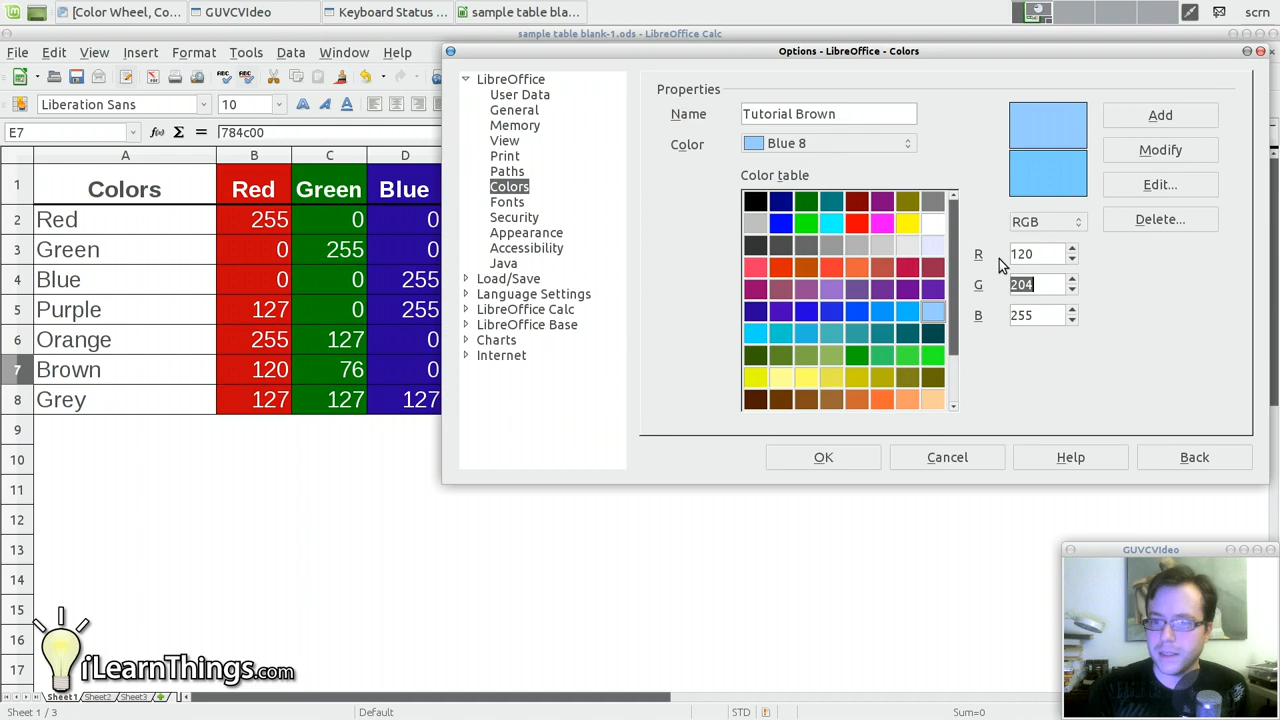 [Color Wheel, Co...
GUVCVIdeo
Keyboard Status ...
sample table bla...
scrn
sample table blank-1.ods - LibreOffice Calc
File Edit View Insert Format Tools Data Window Help
Options - LibreOffice - Colors
Liberation Sans
10
E7
784c00
A B C D
1 Colors Red Green Blue
2 Red 255 0 0
3 Green 0 255 0
4 Blue 0 0 255
5 Purple 127 0 255
6 Orange 255 127 0
7 Brown 120 76 0
8 Grey 127 127 127
9
10
11
12
13
14
15
16
17
LibreOffice
User Data
General
Memory
View
Print
Paths
Colors
Fonts
Security
Appearance
Accessibility
Java
Load/Save
Language Settings
LibreOffice Calc
LibreOffice Base
Charts
Internet
Properties
Name Tutorial Brown
Color Blue 8
Color table
Add
Modify
Edit...
Delete...
RGB
R 120
G 204
B 255
OK Cancel Help Back
GUVCVIdeo
iLearnThings.com
Sheet1 Sheet2 Sheet3
Sheet 1 / 3 Default STD Sum=0